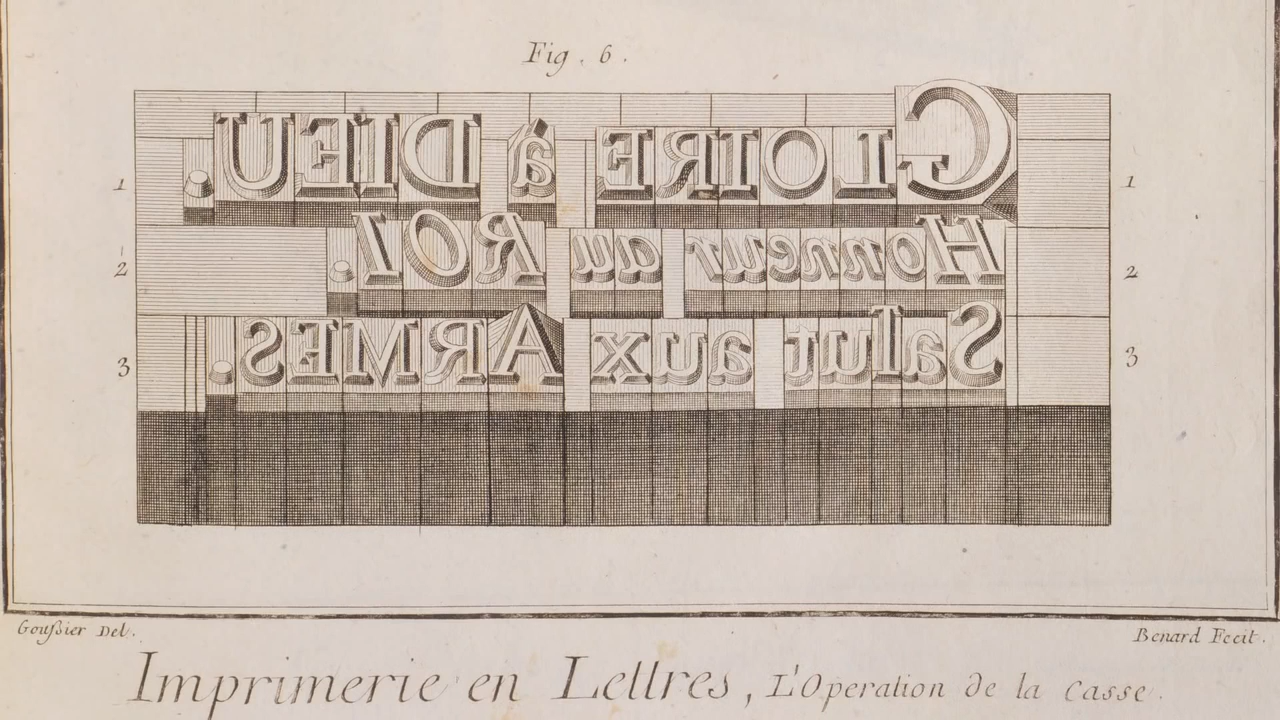 Fig. 6.
1 GLOIRE à DIEU. 1
2 Honneur au ROI. 2
3 Salut aux ARMES. 3
Goußier Del. Benard Fecit.
Imprimerie en Lettres, L'Operation de la Casse.